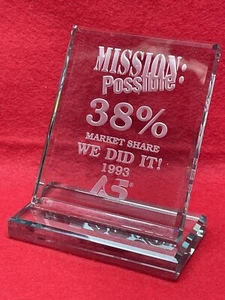 MISSION:
Possible
38%
MARKET SHARE
WE DID IT!
1993